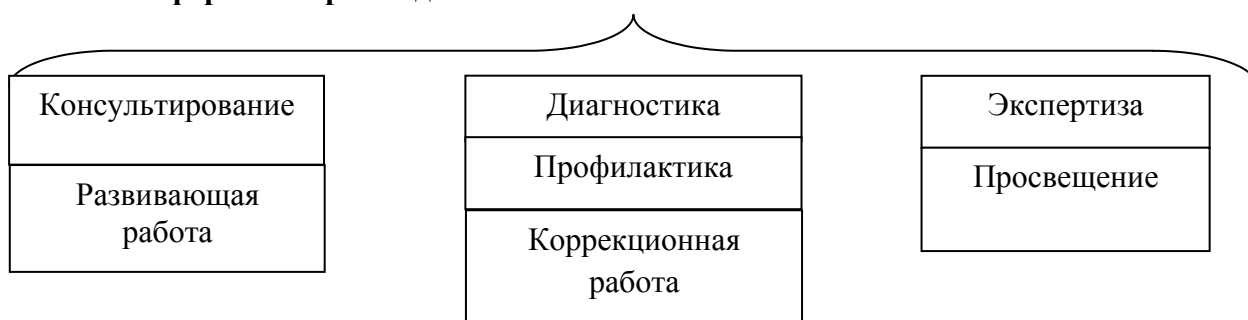 Консультирование
Развивающая
работа
Диагностика
Профилактика
Коррекционная
работа
Экспертиза
Просвещение